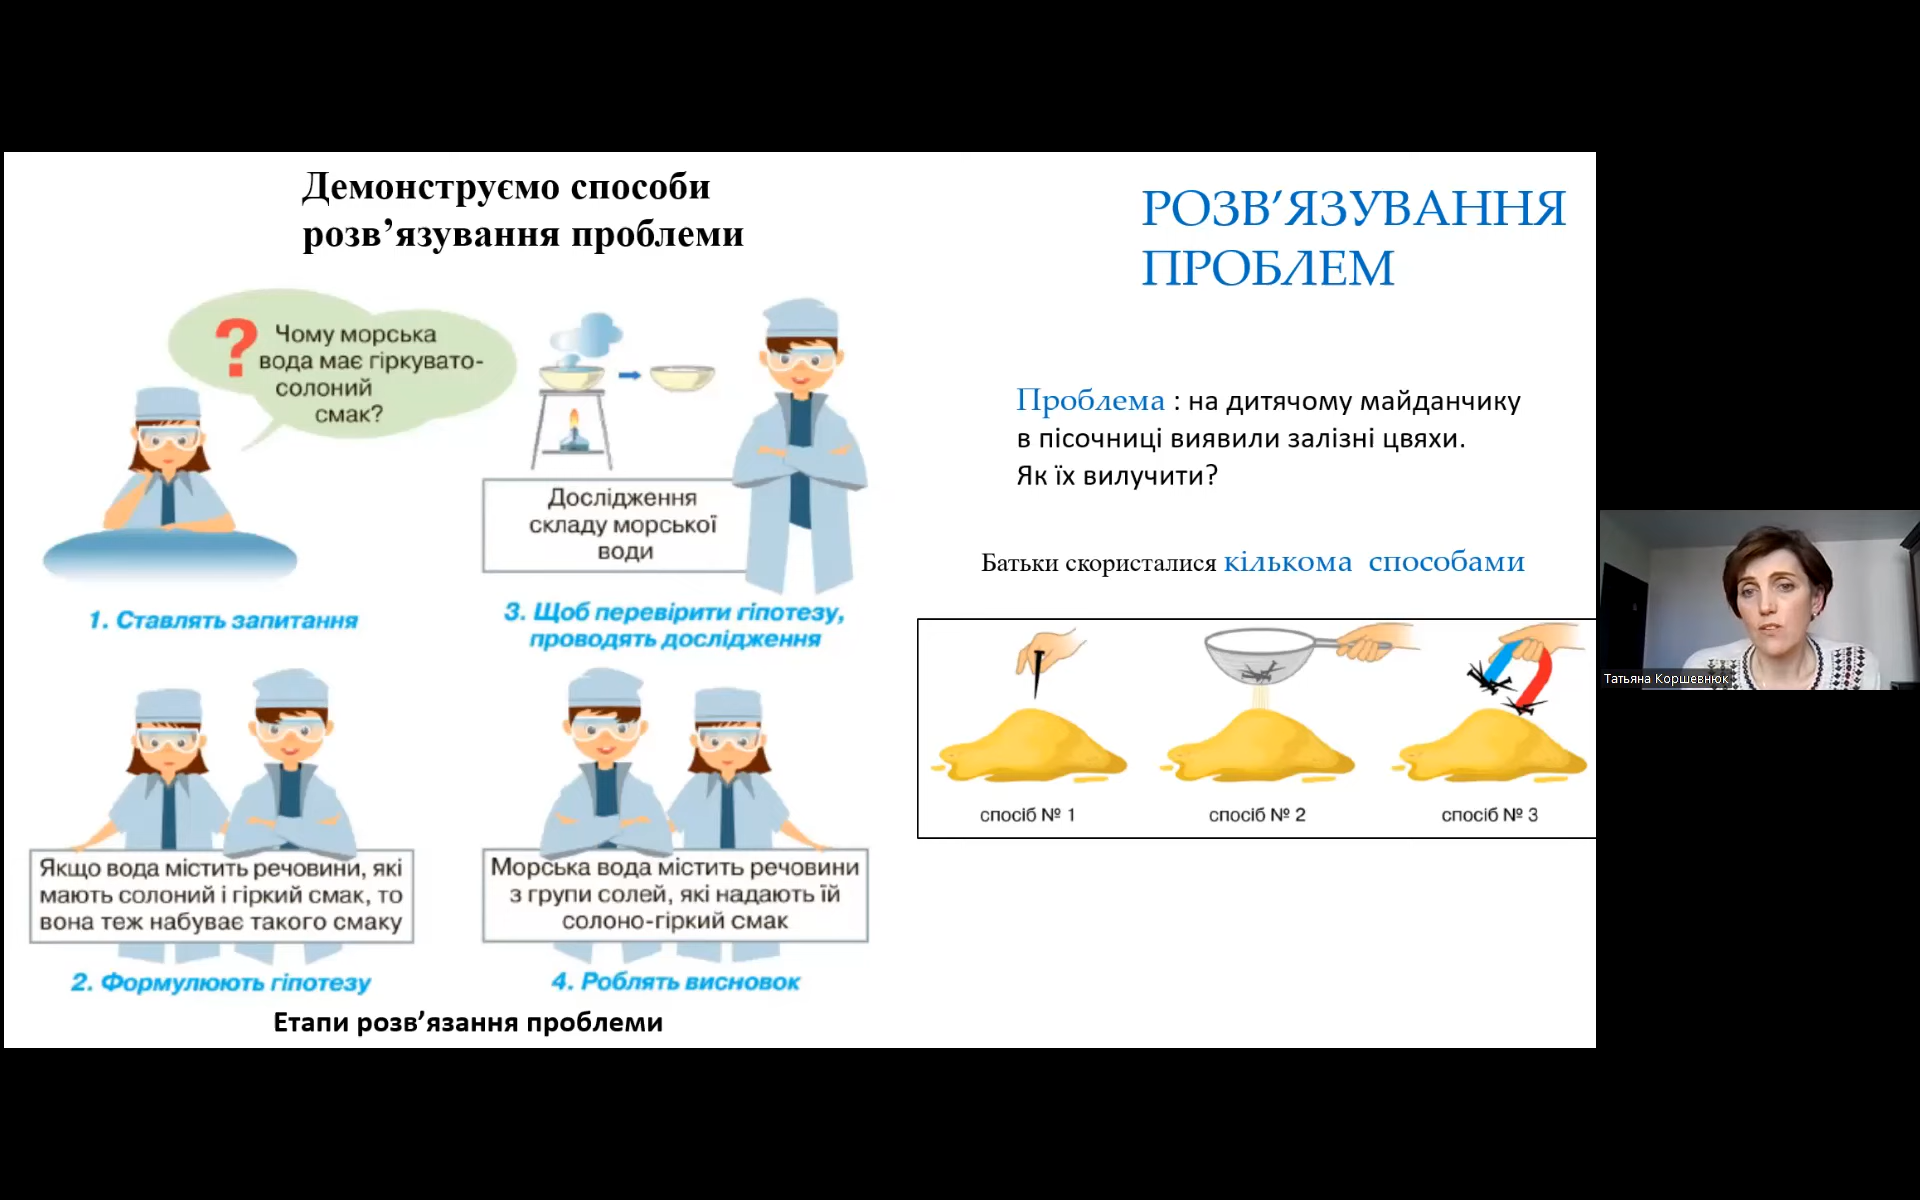 Демонструємо способи
розв’язування проблеми
?
Чому морська
вода має гіркувато-
солоний
смак?
1. Ставлять запитання
Дослідження
складу морської
води
3. Щоб перевірити гіпотезу,
проводять дослідження
Якщо вода містить речовини, які
мають солоний і гіркий смак, то
вона теж набуває такого смаку
2. Формулюють гіпотезу
Морська вода містить речовини
з групи солей, які надають їй
солоно-гіркий смак
4. Роблять висновок
Етапи розв’язання проблеми
РОЗВ’ЯЗУВАННЯ
ПРОБЛЕМ
Проблема : на дитячому майданчику
в пісочниці виявили залізні цвяхи.
Як їх вилучити?
Батьки скористалися кількома способами
спосіб № 1
спосіб № 2
спосіб № 3
Татьяна Коршевнюк